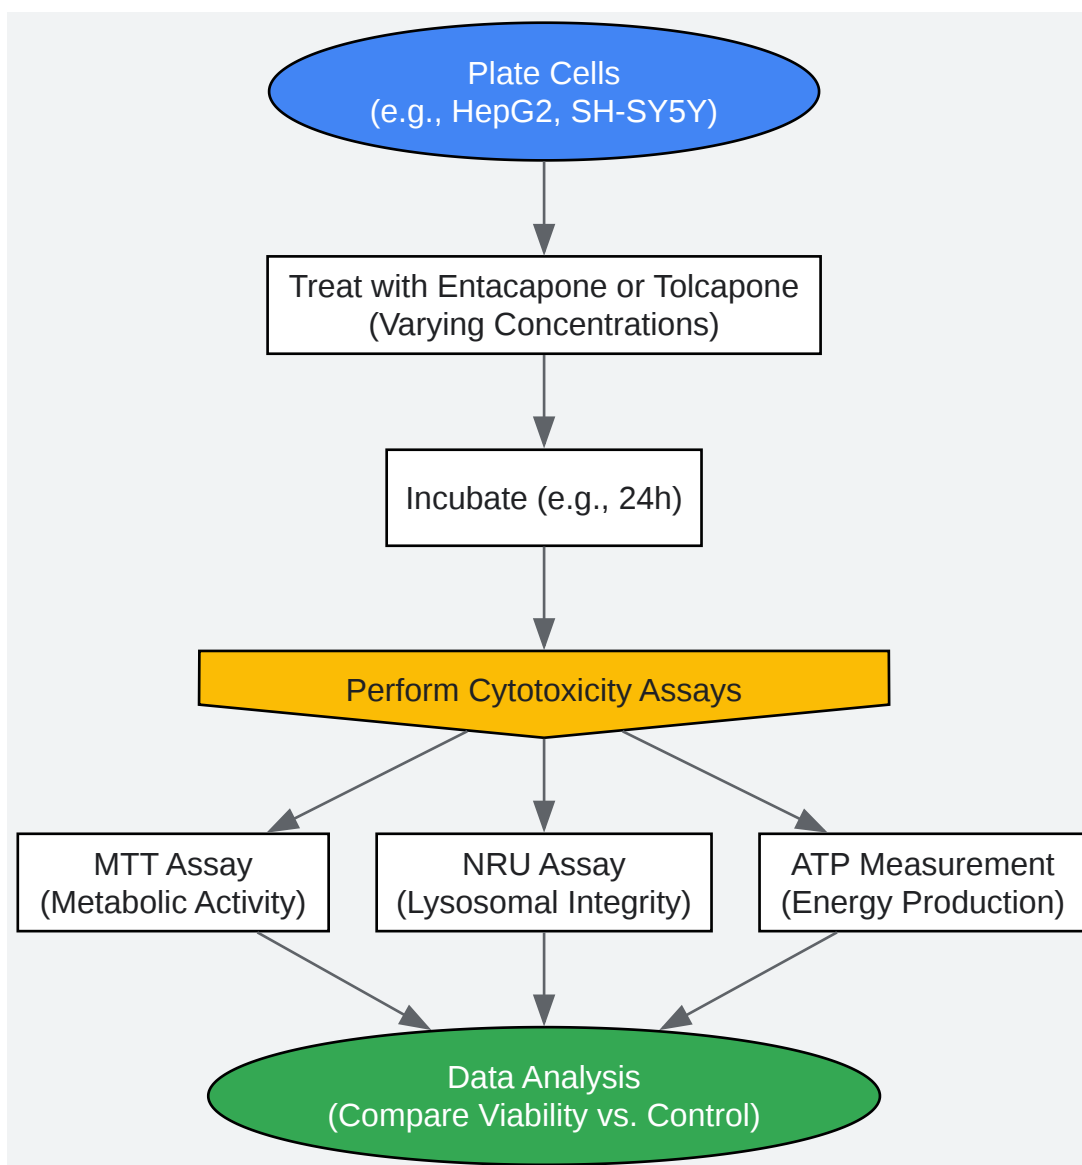 Plate Cells
(e.g., HepG2, SH-SY5Y)
Treat with Entacapone or Tolcapone
(Varying Concentrations)
Incubate (e.g., 24h)
Perform Cytotoxicity Assays
MTT Assay
(Metabolic Activity)
NRU Assay
(Lysosomal Integrity)
ATP Measurement
(Energy Production)
Data Analysis
(Compare Viability vs. Control)